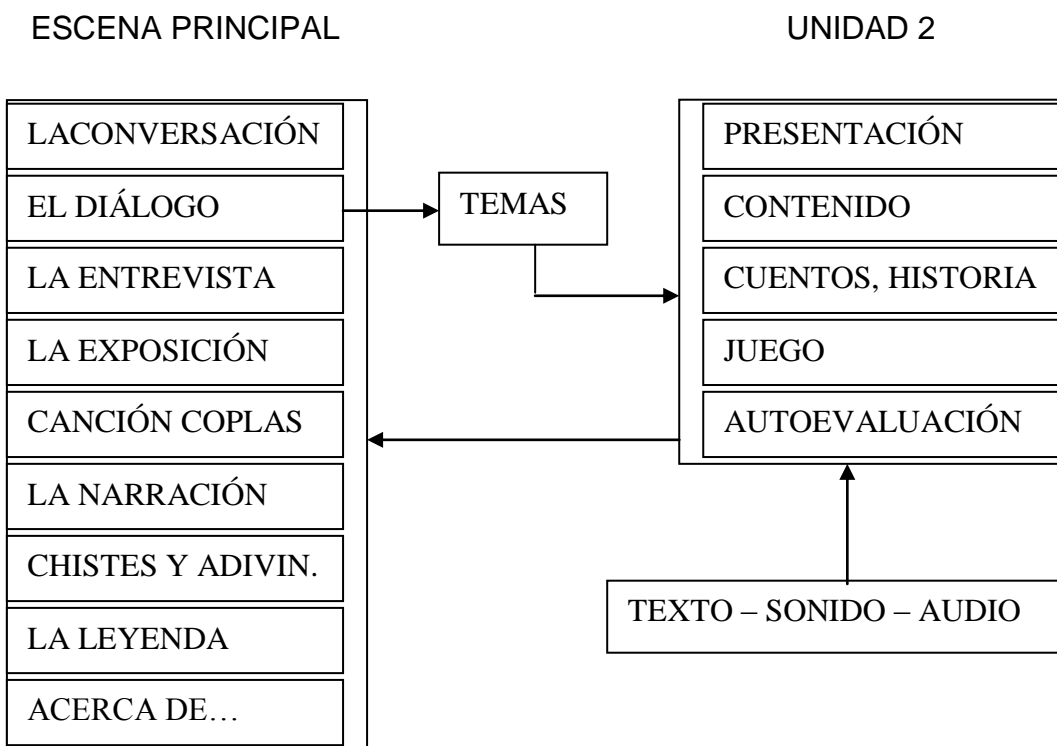 ESCENA PRINCIPAL
UNIDAD 2
LACONVERSACIÓN
EL DIÁLOGO
LA ENTREVISTA
LA EXPOSICIÓN
CANCIÓN COPLAS
LA NARRACIÓN
CHISTES Y ADIVIN.
LA LEYENDA
ACERCA DE…
TEMAS
PRESENTACIÓN
CONTENIDO
CUENTOS, HISTORIA
JUEGO
AUTOEVALUACIÓN
TEXTO – SONIDO – AUDIO